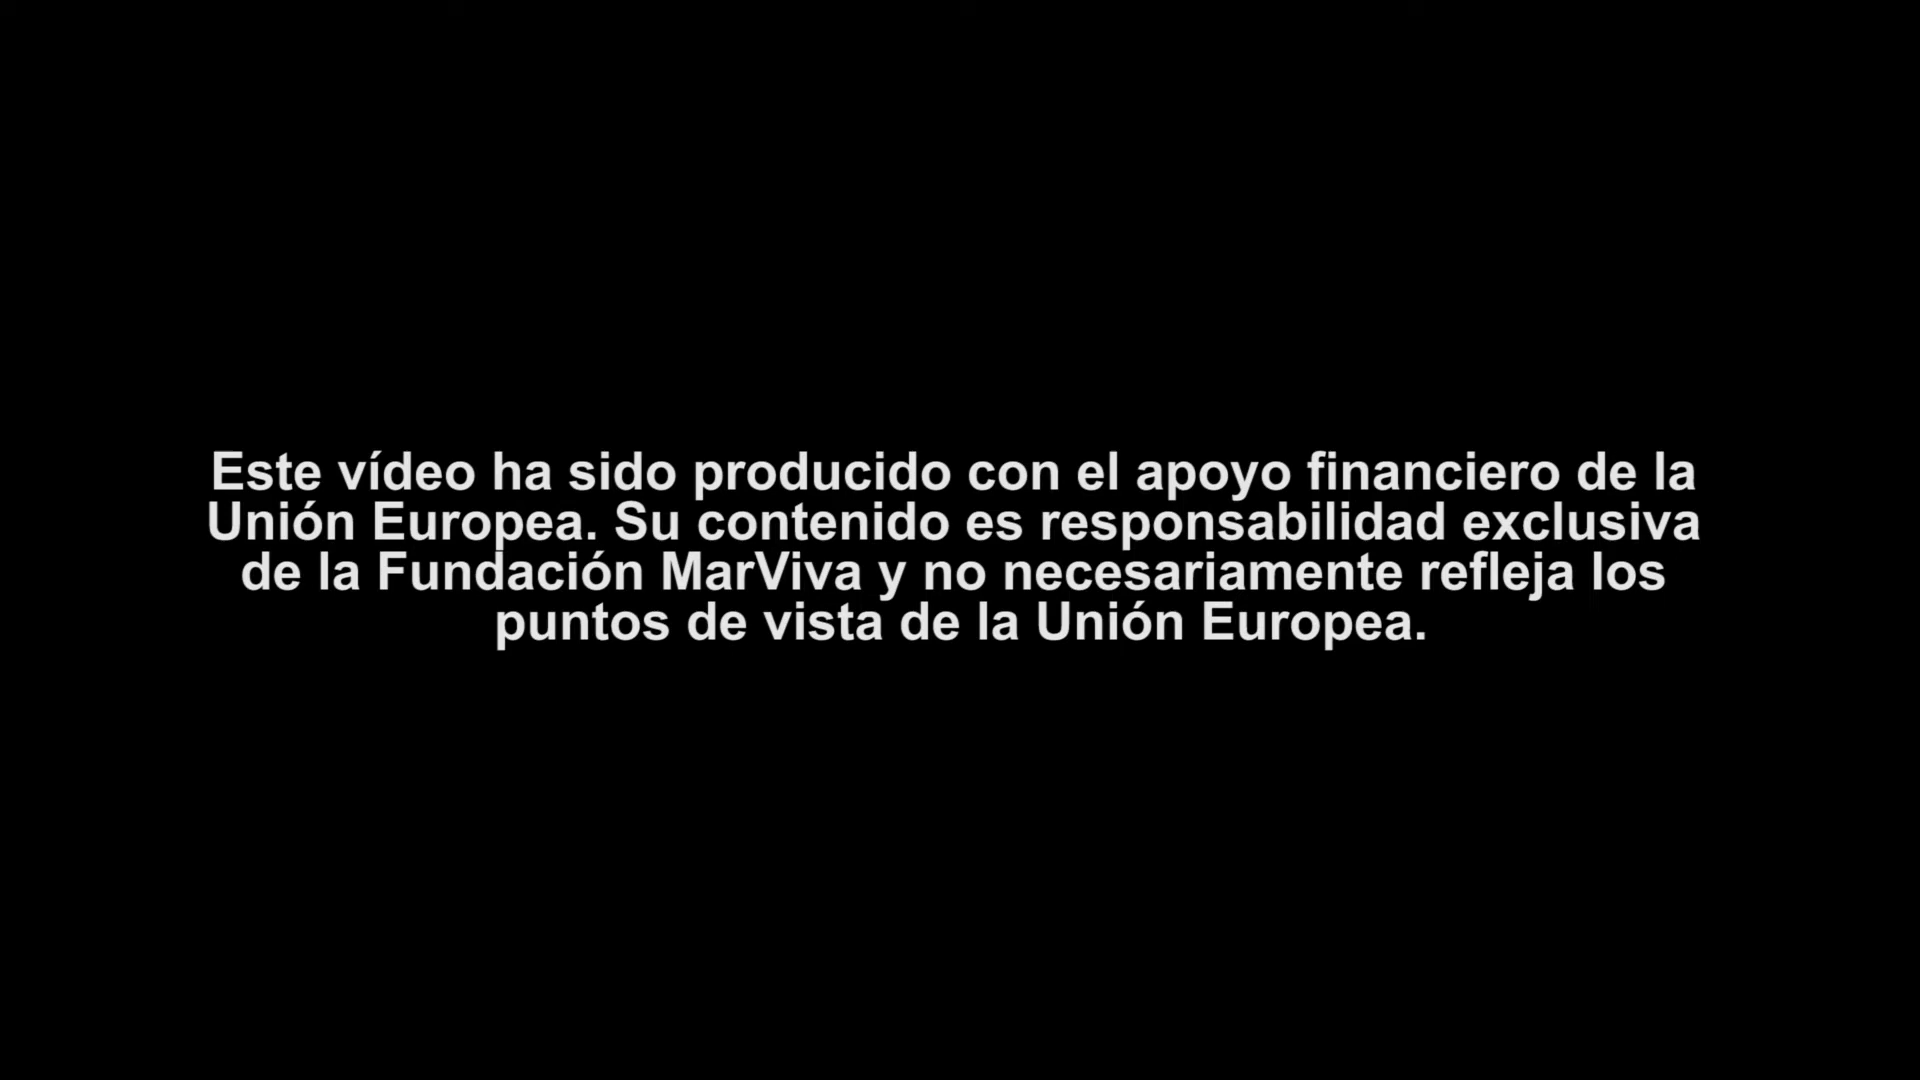 Este vídeo ha sido producido con el apoyo financiero de la
Unión Europea. Su contenido es responsabilidad exclusiva
de la Fundación MarViva y no necesariamente refleja los
puntos de vista de la Unión Europea.